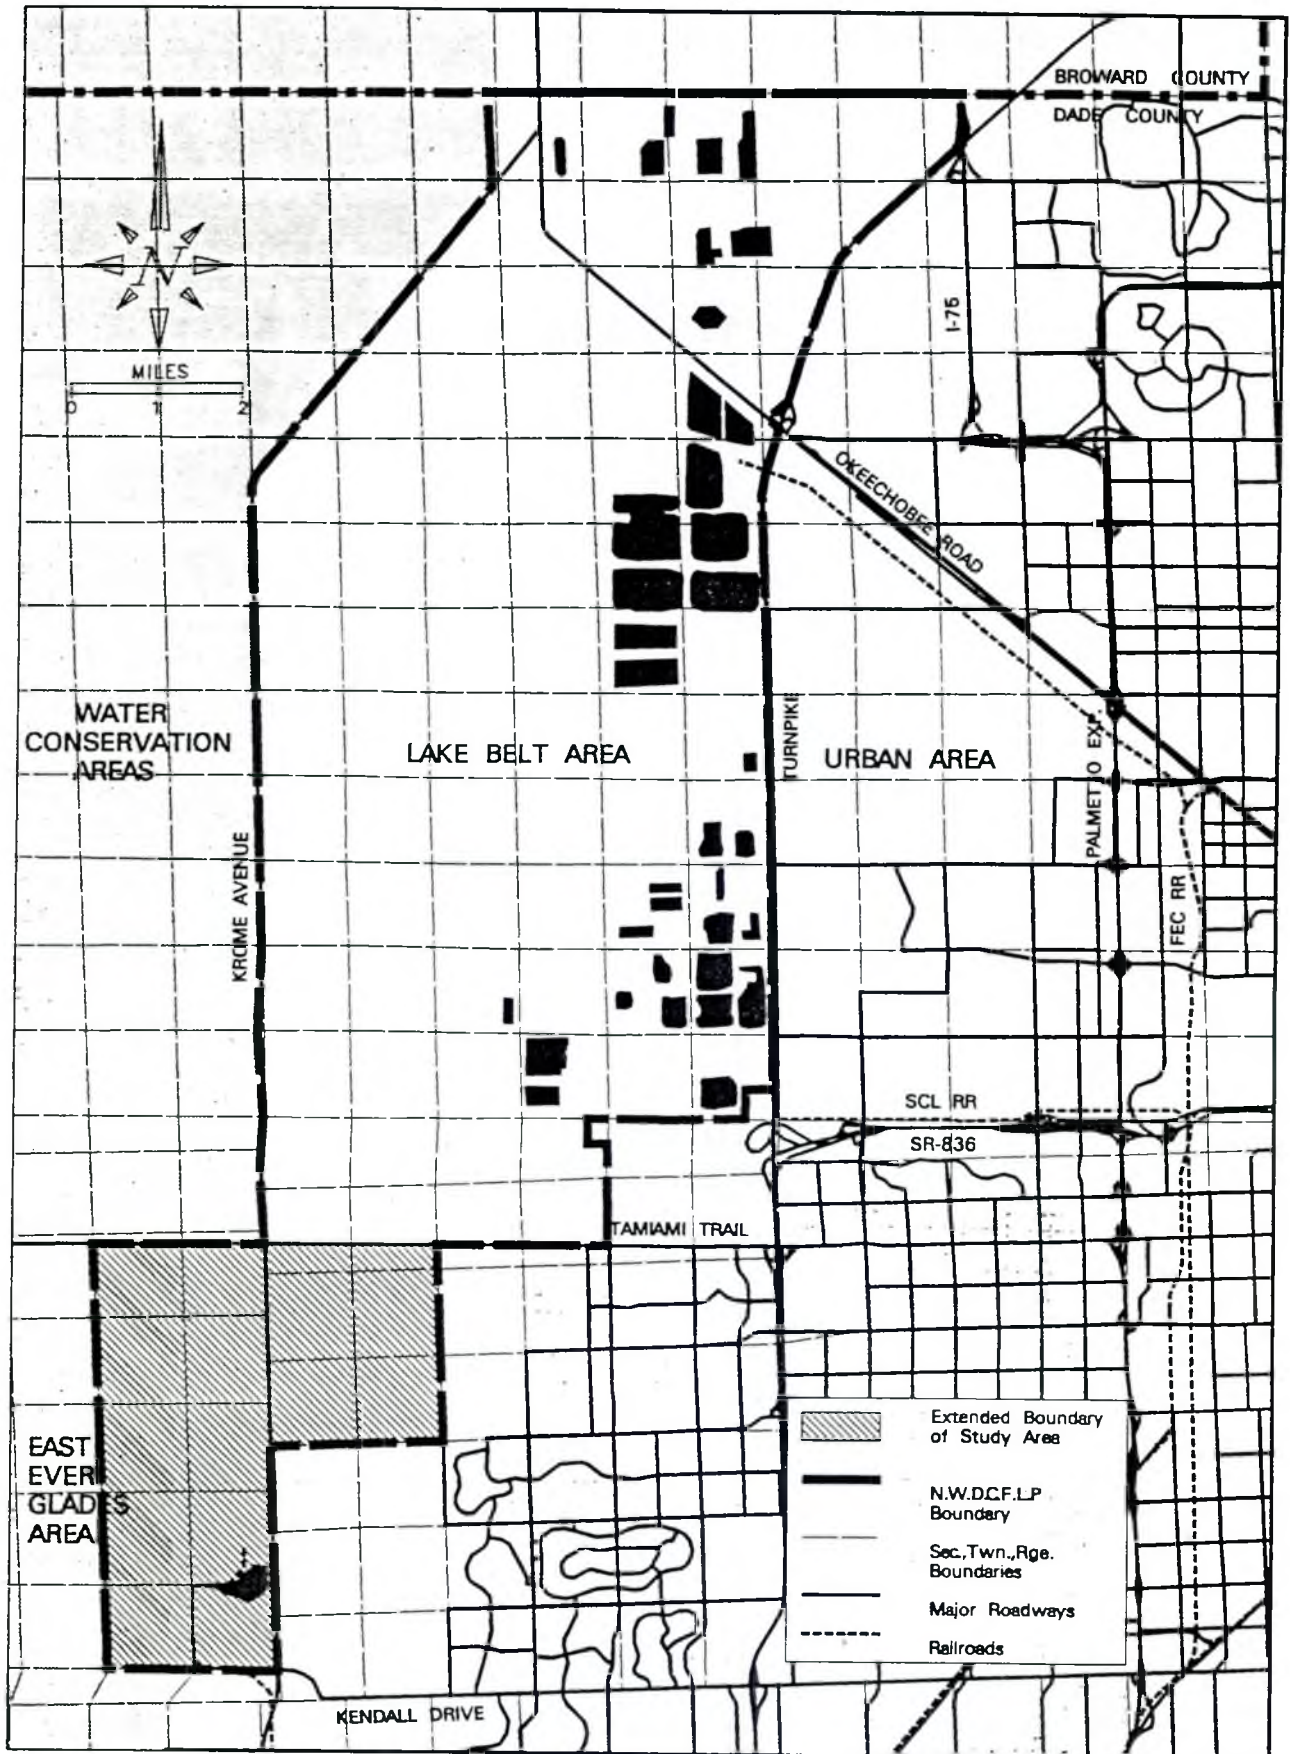 BROWARD COUNTY
DADE COUNTY
N
MILES
0 1 2
I-75
OKEECHOBEE ROAD
WATER
CONSERVATION
AREAS
LAKE BELT AREA
TURNPIKE
URBAN AREA
PALMETTO EXP.
KROME AVENUE
FEC RR
SCL RR
SR-836
TAMIAMI TRAIL
EAST
EVER
GLADES
AREA
Extended Boundary
of Study Area
N.W.D.C.F.L.P
Boundary
Sec.,Twn.,Rge.
Boundaries
Major Roadways
Railroads
KENDALL DRIVE